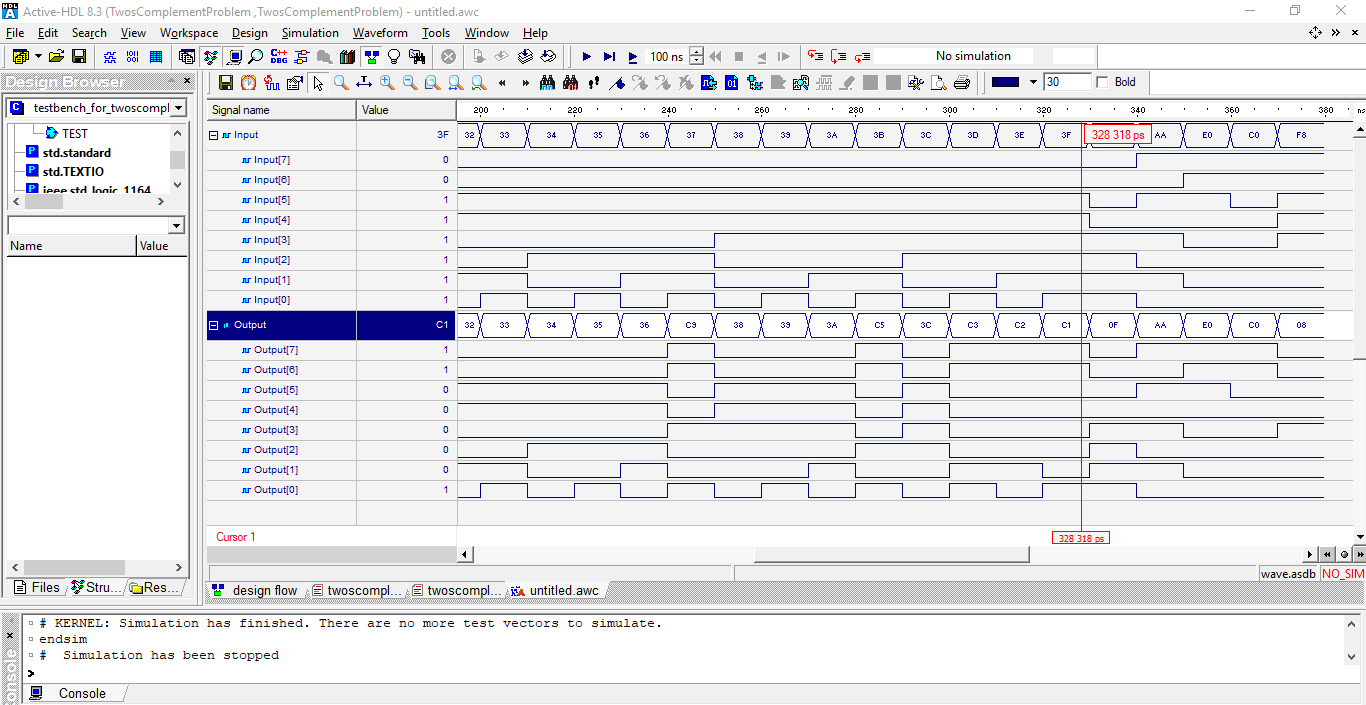 Active-HDL 8.3 (TwosComplementProblem ,TwosComplementProblem) - untitled.awc
File Edit Search View Workspace Design Simulation Waveform Tools Window Help
100 ns No simulation
Design Browser
30 Bold
twoscompl... 
testbench_for_twoscompl
TEST
std.standard
std.TEXTIO
ieee.std_logic_1164
Name Value
Signal name Value 200 220 240 260 280 300 320 340 360 380 ns
Input 3F 32 33 34 35 36 37 38 39 3A 3B 3C 3D 3E 3F 328 318 ps AA E0 C0 F8
Input[7] 0
Input[6] 0
Input[5] 1
Input[4] 1
Input[3] 1
Input[2] 1
Input[1] 1
Input[0] 1
Output C1 32 33 34 35 36 C9 38 39 3A C5 3C C3 C2 C1 0F AA E0 C0 08
Output[7] 1
Output[6] 1
Output[5] 0
Output[4] 0
Output[3] 0
Output[2] 0
Output[1] 0
Output[0] 1
Cursor 1 328 318 ps
wave.asdb NO_SIM
Files Stru... Res...
design flow twoscompl... twoscompl... untitled.awc
# KERNEL: Simulation has finished. There are no more test vectors to simulate.
endsim
# Simulation has been stopped
>
Console